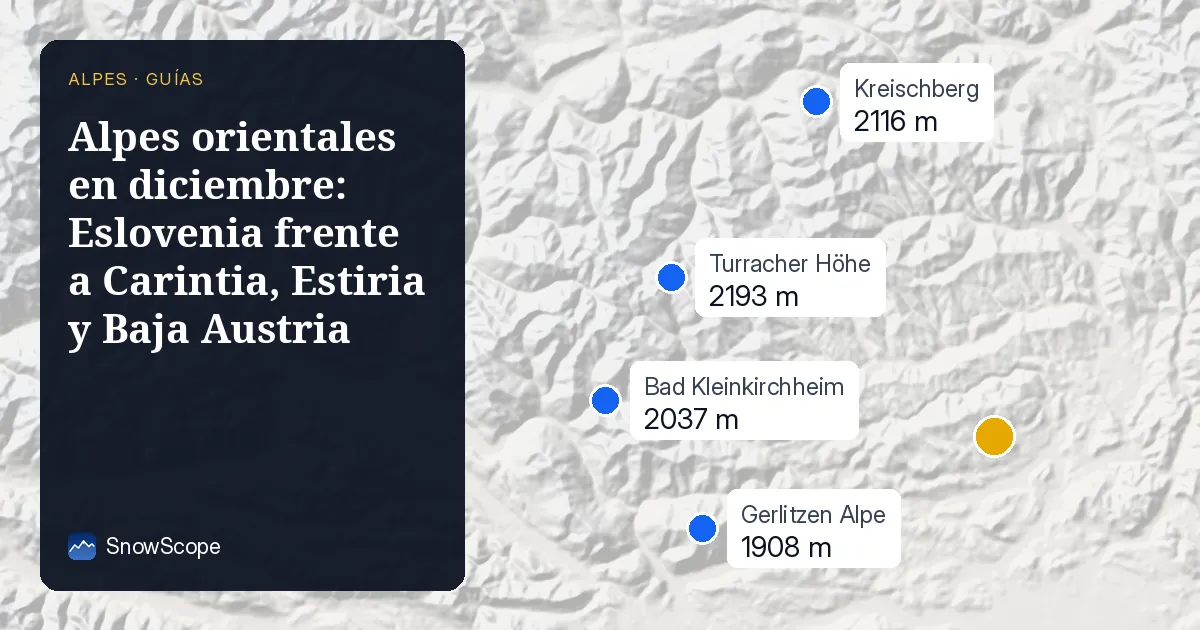 ALPES · GUÍAS
Alpes orientales
en diciembre:
Eslovenia frente
a Carintia, Estiria
y Baja Austria
SnowScope
Kreischberg
2116 m
Turracher Höhe
2193 m
Bad Kleinkirchheim
2037 m
Gerlitzen Alpe
1908 m